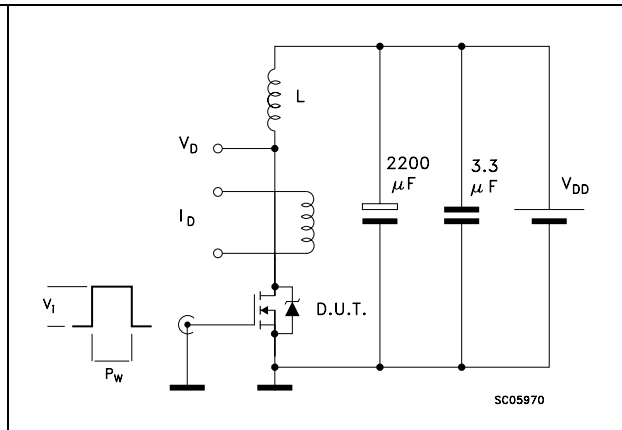 L
V_D
2200
μF
3.3
μF
V_DD
I_D
V_i
D.U.T.
P_W
SC05970